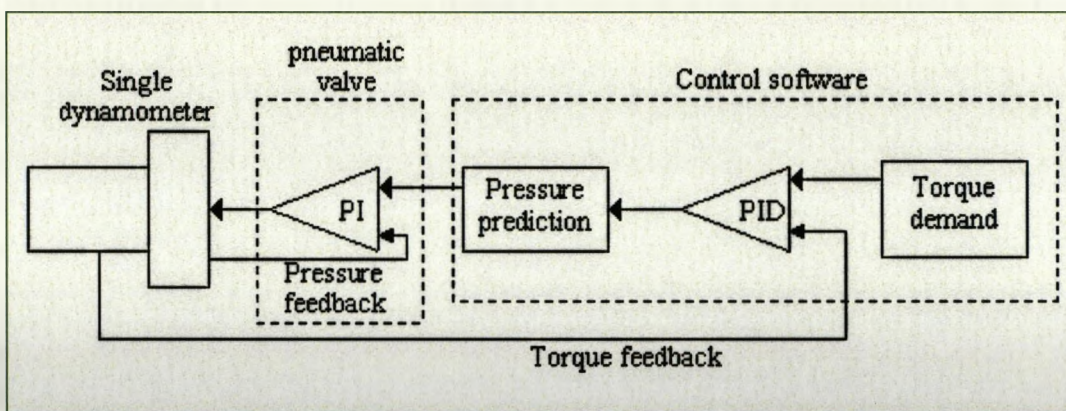 Single
dynamometer
pneumatic
valve
Control software
PI
Pressure
feedback
Pressure
prediction
PID
Torque
demand
Torque feedback